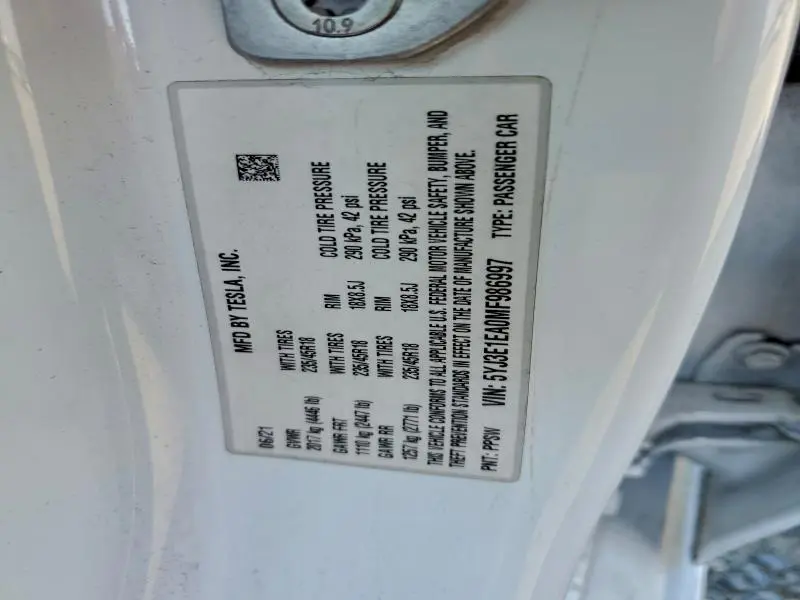 10.9
MFD BY TESLA, INC.
06/21
GVWR WITH TIRES RIM COLD TIRE PRESSURE
2017 kg (4446 lb) 235/45R18 18X8.5J 290 kPa, 42 psi
GAWR FRT WITH TIRES RIM COLD TIRE PRESSURE
1110 kg (2447 lb) 235/45R18 18X8.5J 290 kPa, 42 psi
GAWR RR
1257 kg (2771 lb) 235/45R18
THIS VEHICLE CONFORMS TO ALL APPLICABLE U.S. FEDERAL MOTOR VEHICLE SAFETY, BUMPER, AND
THEFT PREVENTION STANDARDS IN EFFECT ON THE DATE OF MANUFACTURE SHOWN ABOVE.
PNT: PPSW VIN: 5YJ3E1EA0MF986997 TYPE: PASSENGER CAR